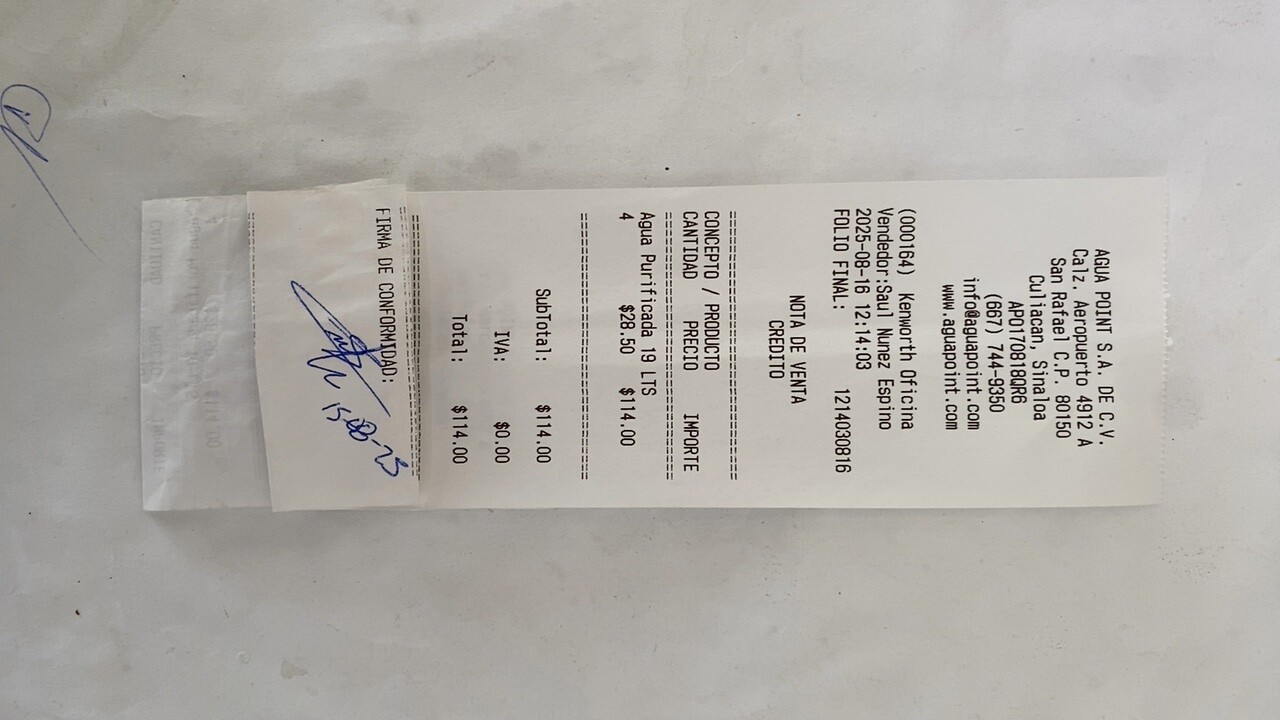 AGUA POINT S.A. DE C.V.
Calz. Aeropuerto 4912 A
San Rafael C.P. 80150
Culiacan, Sinaloa
APO170818QR6
(667) 744-9350
info@aguapoint.com
www.aguapoint.com
(000164) Kenworth Oficina
Vendedor:Saul Nunez Espino
2025-08-16 12:14:03
FOLIO FINAL: 1214030816
NOTA DE VENTA
CREDITO
CONCEPTO / PRODUCTO
CANTIDAD PRECIO IMPORTE
Agua Purificada 19 LTS
4 $28.50 $114.00
SubTotal: $114.00
IVA: $0.00
Total: $114.00
FIRMA DE CONFORMIDAD: